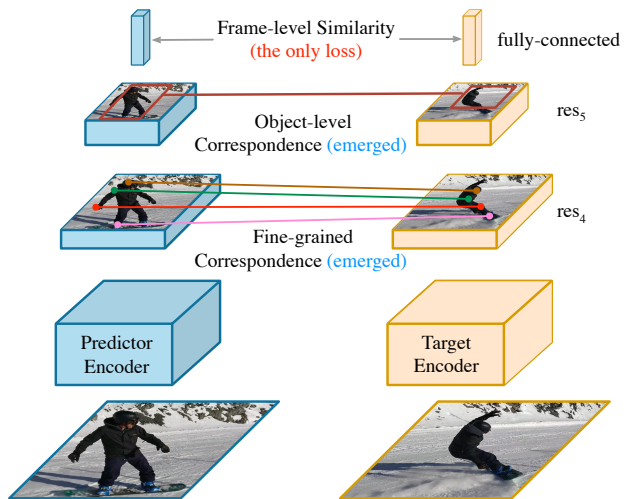 Frame-level Similarity
(the only loss)
fully-connected
res5
Object-level
Correspondence (emerged)
res4
Fine-grained
Correspondence (emerged)
Predictor
Encoder
Target
Encoder